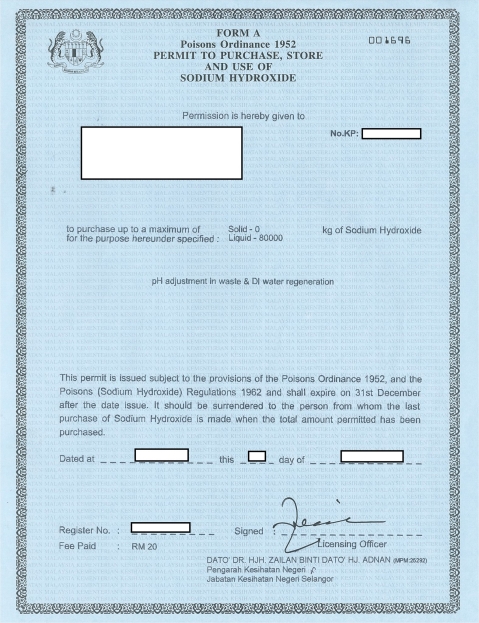 FORM A
Poisons Ordinance 1952
PERMIT TO PURCHASE, STORE
AND USE OF
SODIUM HYDROXIDE
001696
Permission is hereby given to
No.KP:
to purchase up to a maximum of Solid - 0 kg of Sodium Hydroxide
for the purpose hereunder specified : Liquid - 80000
pH adjustment in waste & DI water regeneration
This permit is issued subject to the provisions of the Poisons Ordinance 1952, and the
Poisons (Sodium Hydroxide) Regulations 1962 and shall expire on 31st December
after the date issue. It should be surrendered to the person from whom the last
purchase of Sodium Hydroxide is made when the total amount permitted has been
purchased.
Dated at this day of
Register No. : Signed :
Licensing Officer
Fee Paid : RM 20
DATO' DR. HJH. ZAILAN BINTI DATO' HJ. ADNAN (MPM:25292)
Pengarah Kesihatan Negeri
Jabatan Kesihatan Negeri Selangor